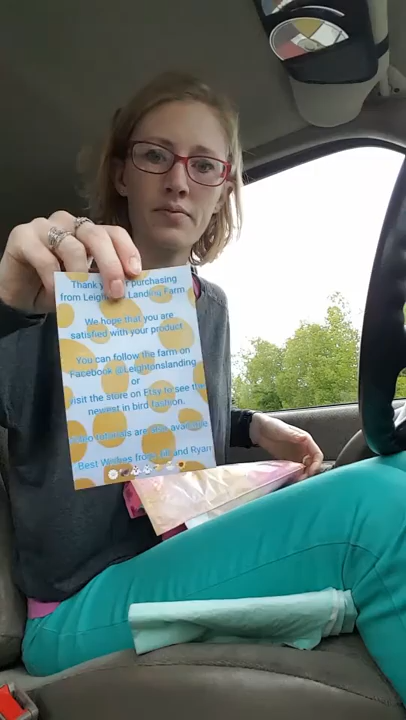 Thank you for purchasing
from Leighton's Landing Farm
We hope that you are
satisfied with your product
You can follow the farm on
Facebook @Leightonslanding
or
visit the store on Etsy to see the
newest in bird fashion.
Video tutorials are also available
Best Wishes from and Ryan